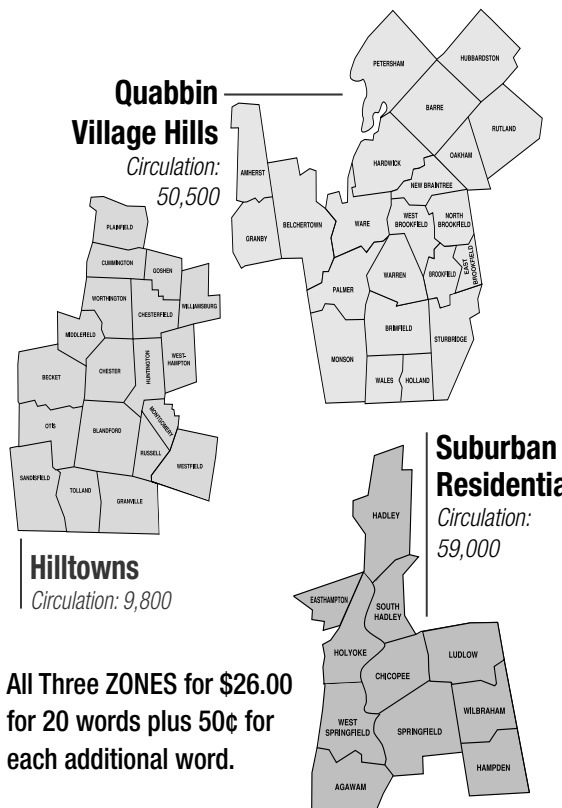 Quabbin
Village Hills
Circulation:
50,500
PETERSHAM
HUBBARDSTON
BARRE
RUTLAND
HARDWICK
OAKHAM
NEW BRAINTREE
AMHERST
BELCHERTOWN
GRANBY
WARE
WEST
BROOKFIELD
NORTH
BROOKFIELD
WARREN
BROOKFIELD
EAST
BROOKFIELD
PALMER
BRIMFIELD
STURBRIDGE
MONSON
WALES
HOLLAND
PLAINFIELD
CUMMINGTON
GOSHEN
WORTHINGTON
CHESTERFIELD
WILLIAMSBURG
MIDDLEFIELD
BECKET
CHESTER
HUNTINGTON
WEST-
HAMPTON
OTIS
BLANDFORD
MONTGOMERY
RUSSELL
WESTFIELD
SANDISFIELD
TOLLAND
GRANVILLE
Hilltowns
Circulation: 9,800
Suburban
Residentia
Circulation:
59,000
HADLEY
EASTHAMPTON
SOUTH
HADLEY
HOLYOKE
CHICOPEE
LUDLOW
WEST
SPRINGFIELD
SPRINGFIELD
WILBRAHAM
HAMPDEN
AGAWAM
All Three ZONES for $26.00
for 20 words plus 50¢ for
each additional word.